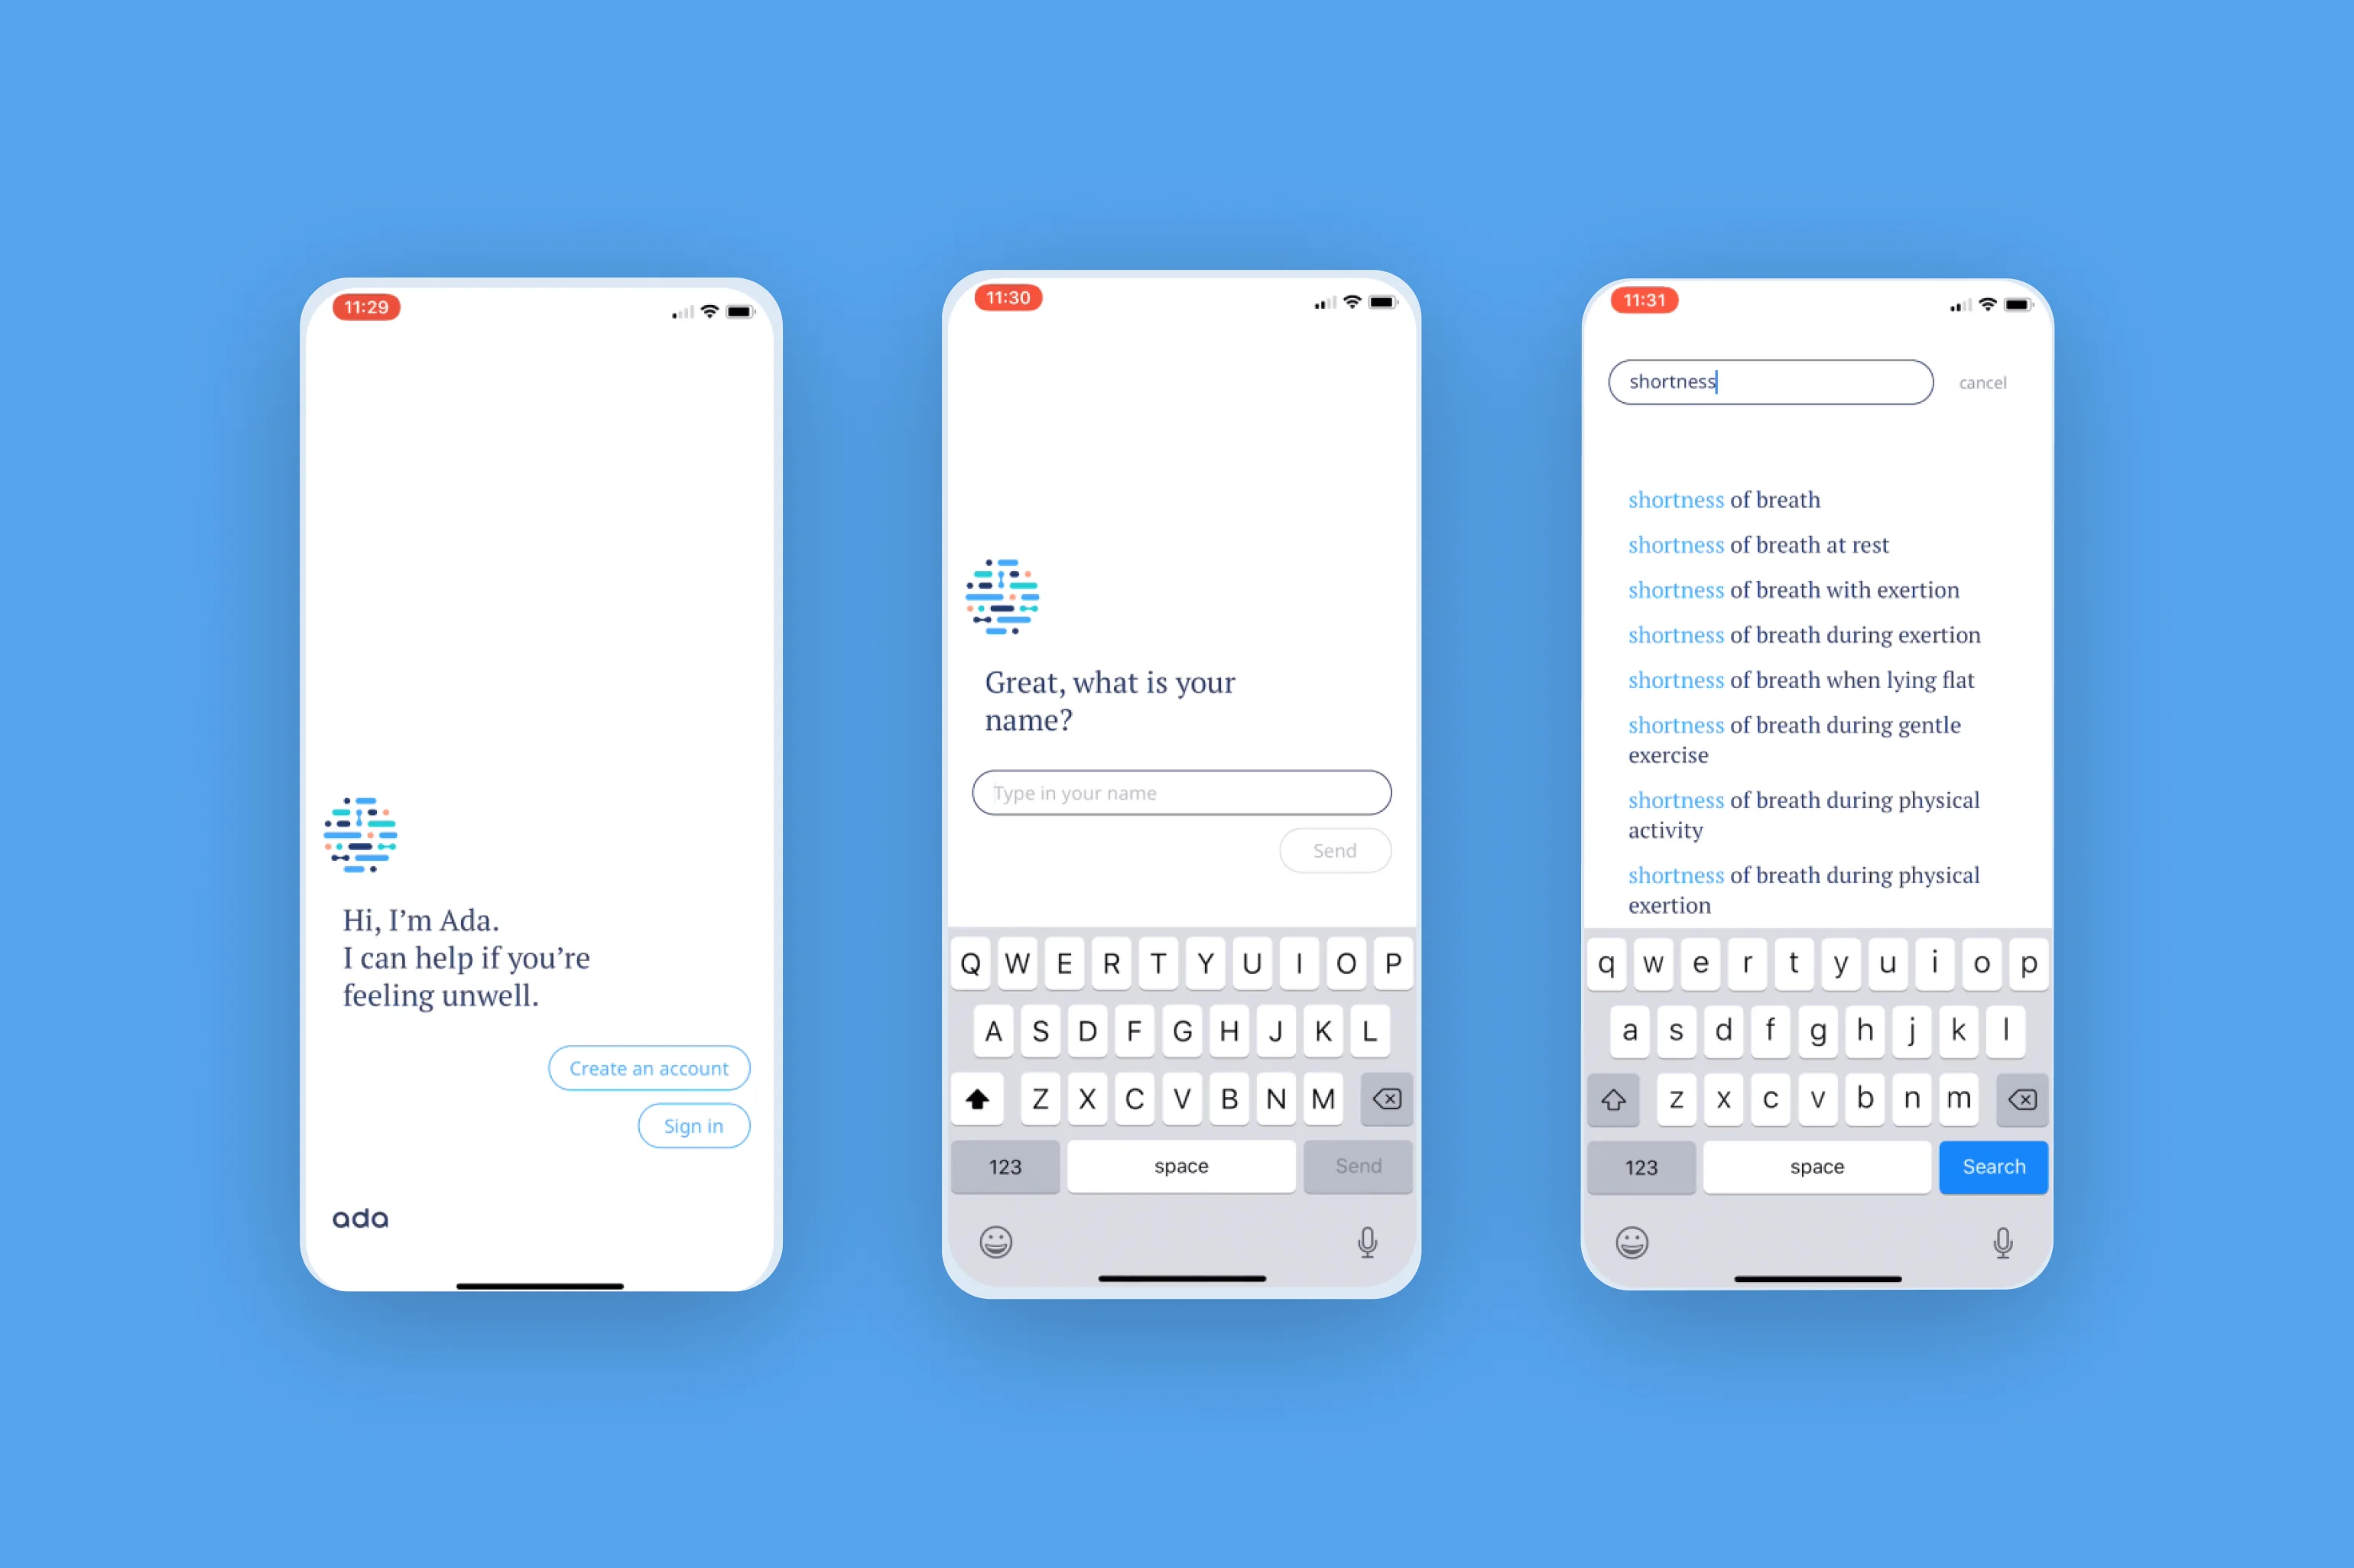 11:29
Hi, I’m Ada.
I can help if you’re
feeling unwell.
Create an account
Sign in
ada
11:30
Great, what is your
name?
Type in your name
Send
Q W E R T Y U I O P
A S D F G H J K L
Z X C V B N M
123 space Send
11:31
shortness cancel
shortness of breath
shortness of breath at rest
shortness of breath with exertion
shortness of breath during exertion
shortness of breath when lying flat
shortness of breath during gentle
exercise
shortness of breath during physical
activity
shortness of breath during physical
exertion
q w e r t y u i o p
a s d f g h j k l
z x c v b n m
123 space Search